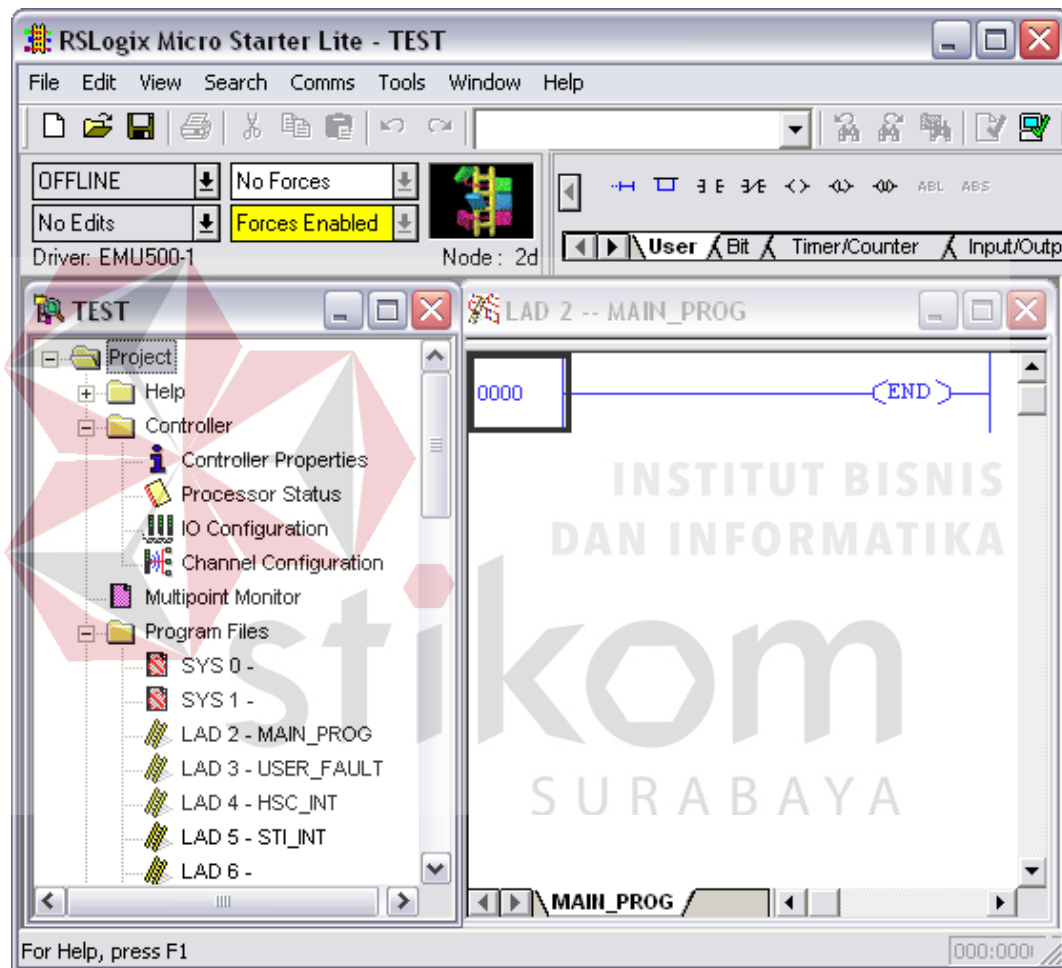 RSLogix Micro Starter Lite - TEST
File Edit View Search Comms Tools Window Help
OFFLINE No Forces
No Edits Forces Enabled
Driver: EMU500-1 Node : 2d
ABL ABS
User Bit Timer/Counter Input/Outp
TEST
Project
Help
Controller
Controller Properties
Processor Status
IO Configuration
Channel Configuration
Multipoint Monitor
Program Files
SYS 0 -
SYS 1 -
LAD 2 - MAIN_PROG
LAD 3 - USER_FAULT
LAD 4 - HSC_INT
LAD 5 - STI_INT
LAD 6 -
LAD 2 -- MAIN_PROG
0000 END
MAIN_PROG
INSTITUT BISNIS
DAN INFORMATIKA
stikom
SURABAYA
For Help, press F1